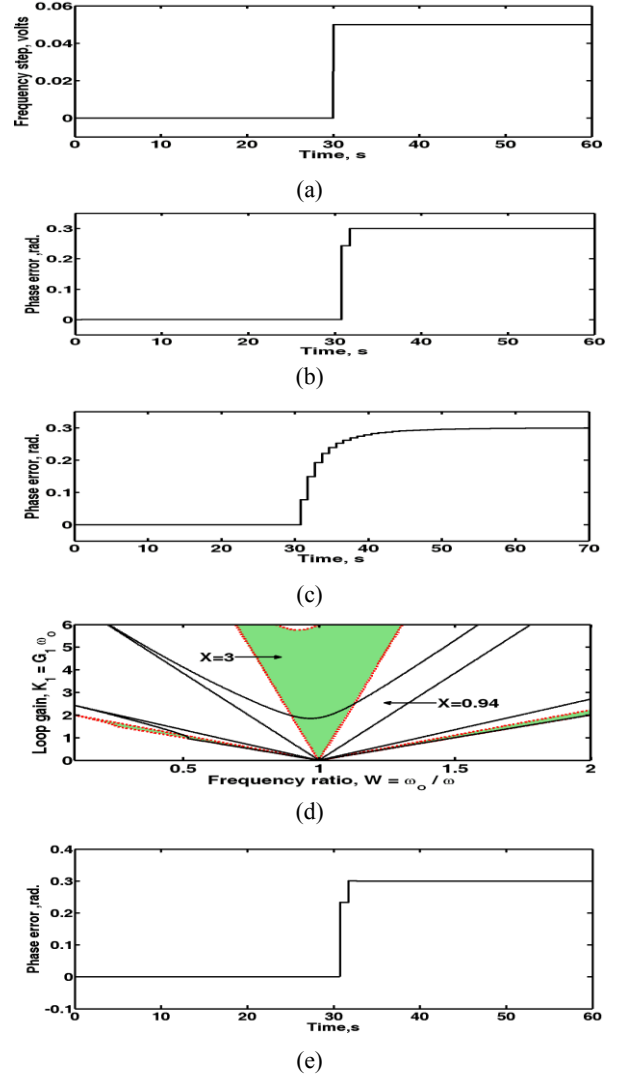 Frequency step, volts
0.06
0.04
0.02
0
0 10 20 30 40 50 60
Time, s
(a)
Phase error ,rad.
0.3
0.2
0.1
0
0 10 20 30 40 50 60
Time, s
(b)
Phase error, rad.
0.3
0.2
0.1
0
0 10 20 30 40 50 60 70
Time, s
(c)
Loop gain, K₁ = G₁ω₀
6
5
4
3
2
1
0
X=3
X=0.94
0.5 1 1.5 2
Frequency ratio, W = ω₀ / ω
(d)
Phase error ,rad.
0.4
0.3
0.2
0.1
0
-0.1
0 10 20 30 40 50 60
Time,s
(e)